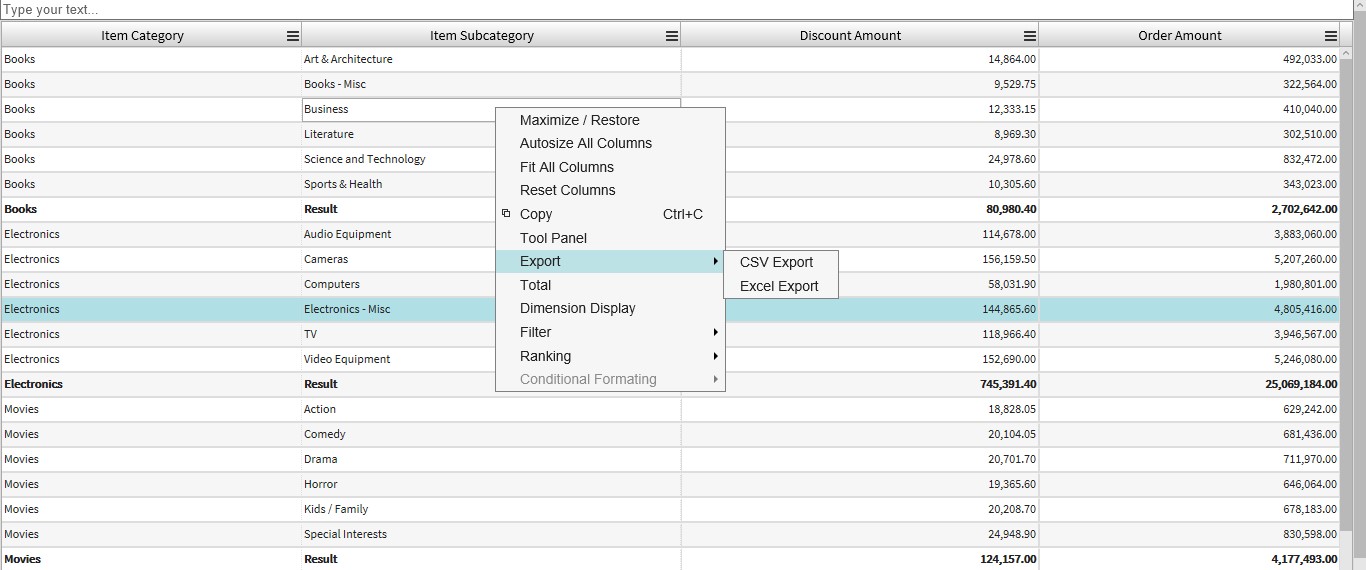 Type your text...
Item Category Item Subcategory Discount Amount Order Amount
Books Art & Architecture 14,864.00 492,033.00
Books Books - Misc 9,529.75 322,564.00
Books Business 12,333.15 410,040.00
Books Literature 8,969.30 302,510.00
Books Science and Technology 24,978.60 832,472.00
Books Sports & Health 10,305.60 343,023.00
Books Result 80,980.40 2,702,642.00
Electronics Audio Equipment 114,678.00 3,883,060.00
Electronics Cameras 156,159.50 5,207,260.00
Electronics Computers 58,031.90 1,980,801.00
Electronics Electronics - Misc 144,865.60 4,805,416.00
Electronics TV 118,966.40 3,946,567.00
Electronics Video Equipment 152,690.00 5,246,080.00
Electronics Result 745,391.40 25,069,184.00
Movies Action 18,828.05 629,242.00
Movies Comedy 20,104.05 681,436.00
Movies Drama 20,701.70 711,970.00
Movies Horror 19,365.60 646,064.00
Movies Kids / Family 20,208.70 678,183.00
Movies Special Interests 24,948.90 830,598.00
Movies Result 124,157.00 4,177,493.00
Maximize / Restore
Autosize All Columns
Fit All Columns
Reset Columns
Copy Ctrl+C
Tool Panel
Export
Total
Dimension Display
Filter
Ranking
Conditional Formating
CSV Export
Excel Export